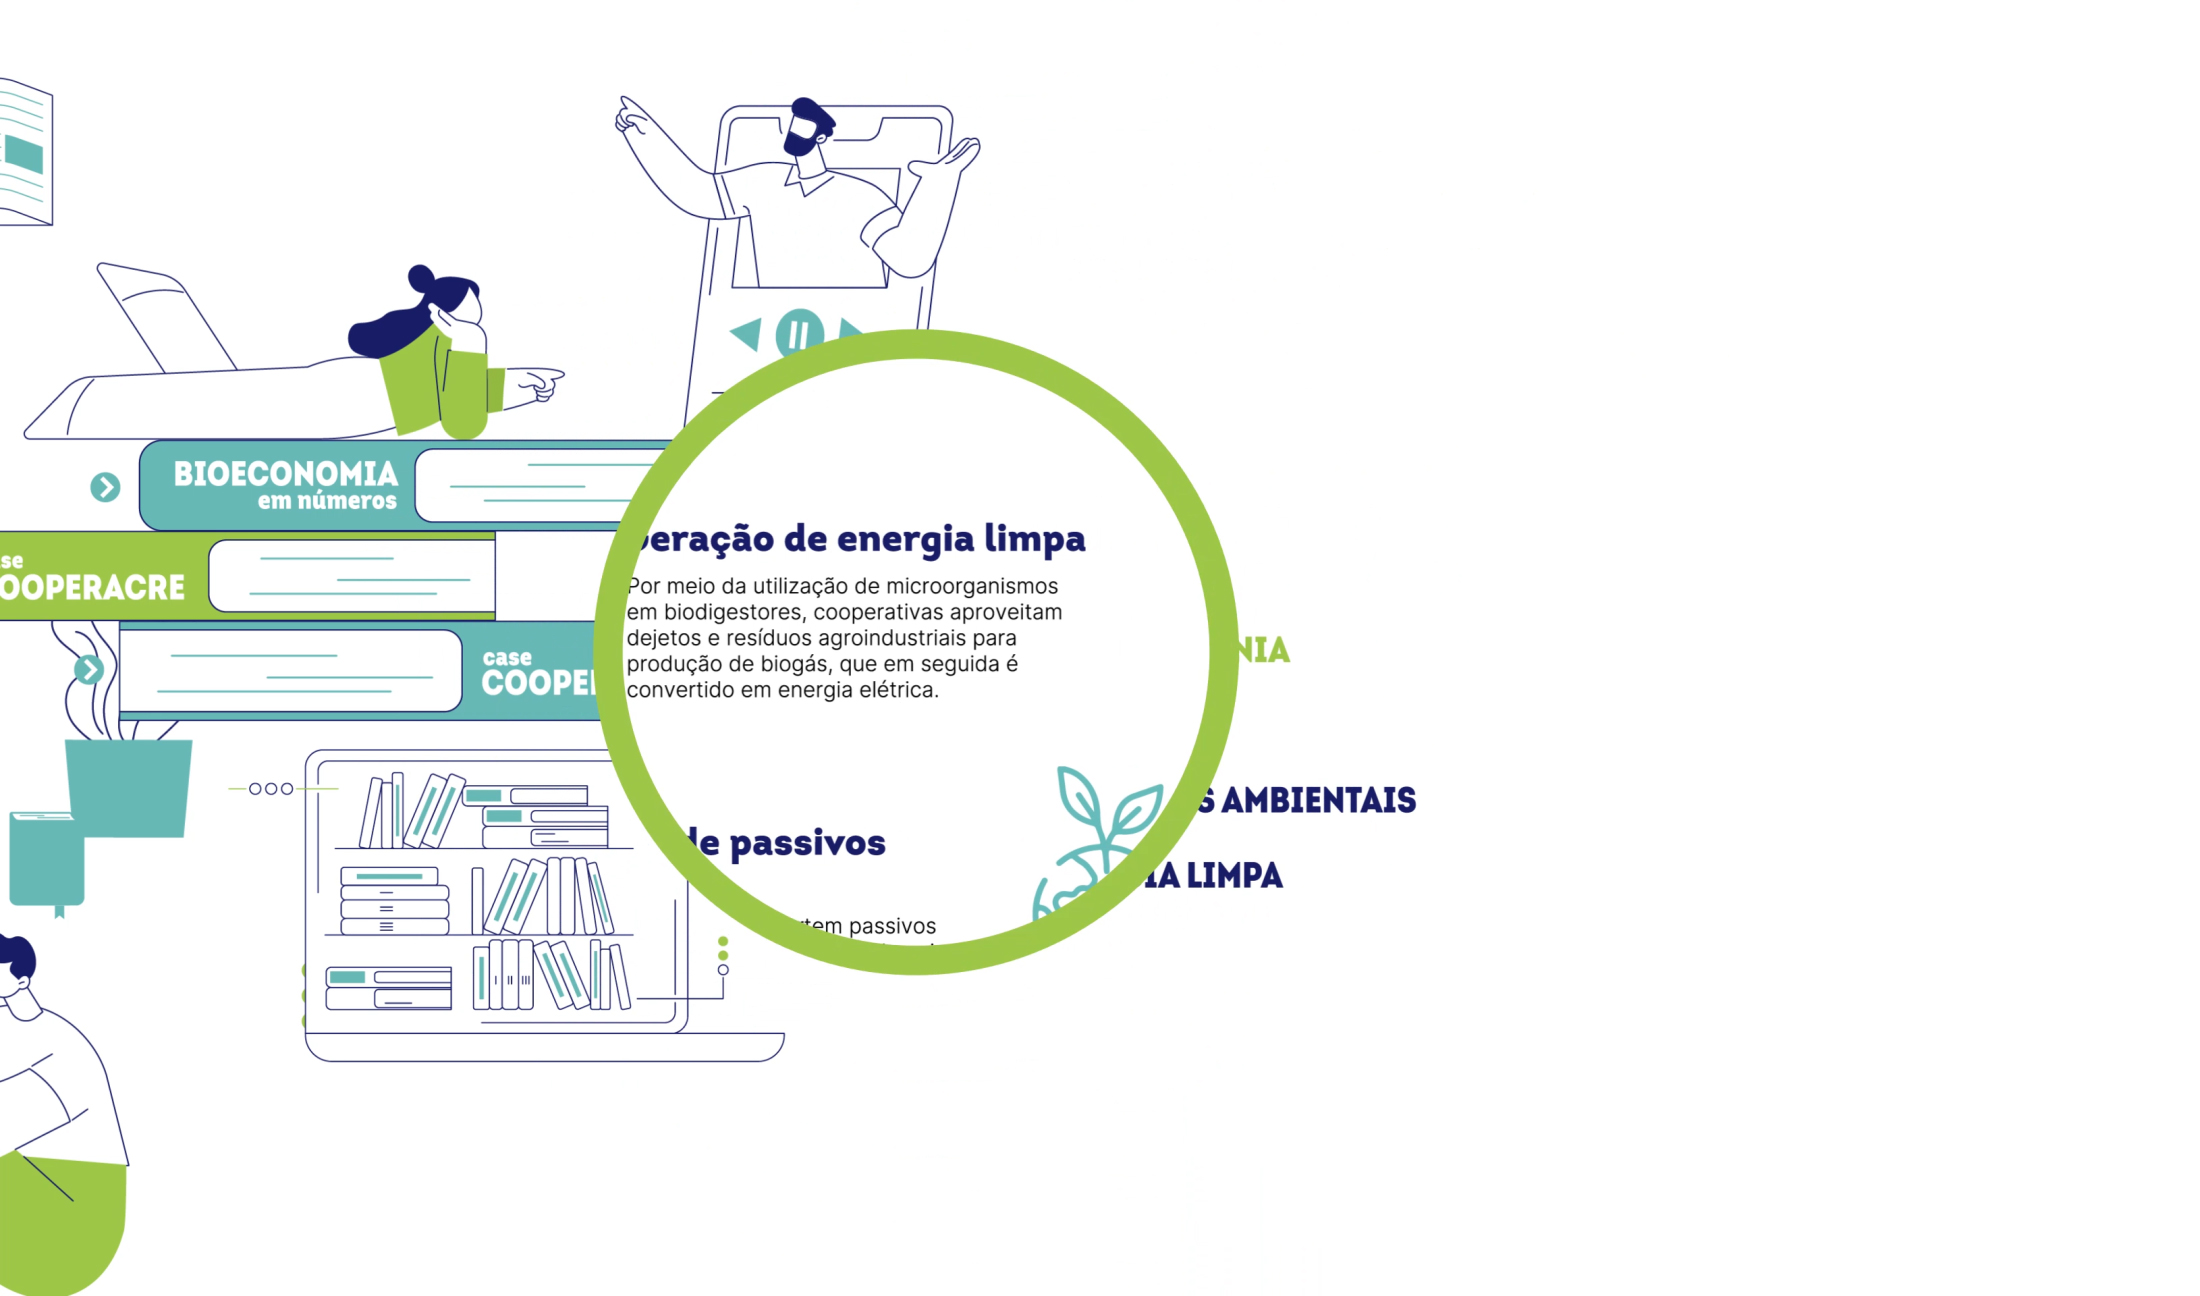 BIOECONOMIA
em números
OOPERACRE
case
COOPE
eração de energia limpa
Por meio da utilização de microorganismos
em biodigestores, cooperativas aproveitam
dejetos e resíduos agroindustriais para
produção de biogás, que em seguida é
convertido em energia elétrica.
NIA
S AMBIENTAIS
de passivos
IA LIMPA
tem passivos